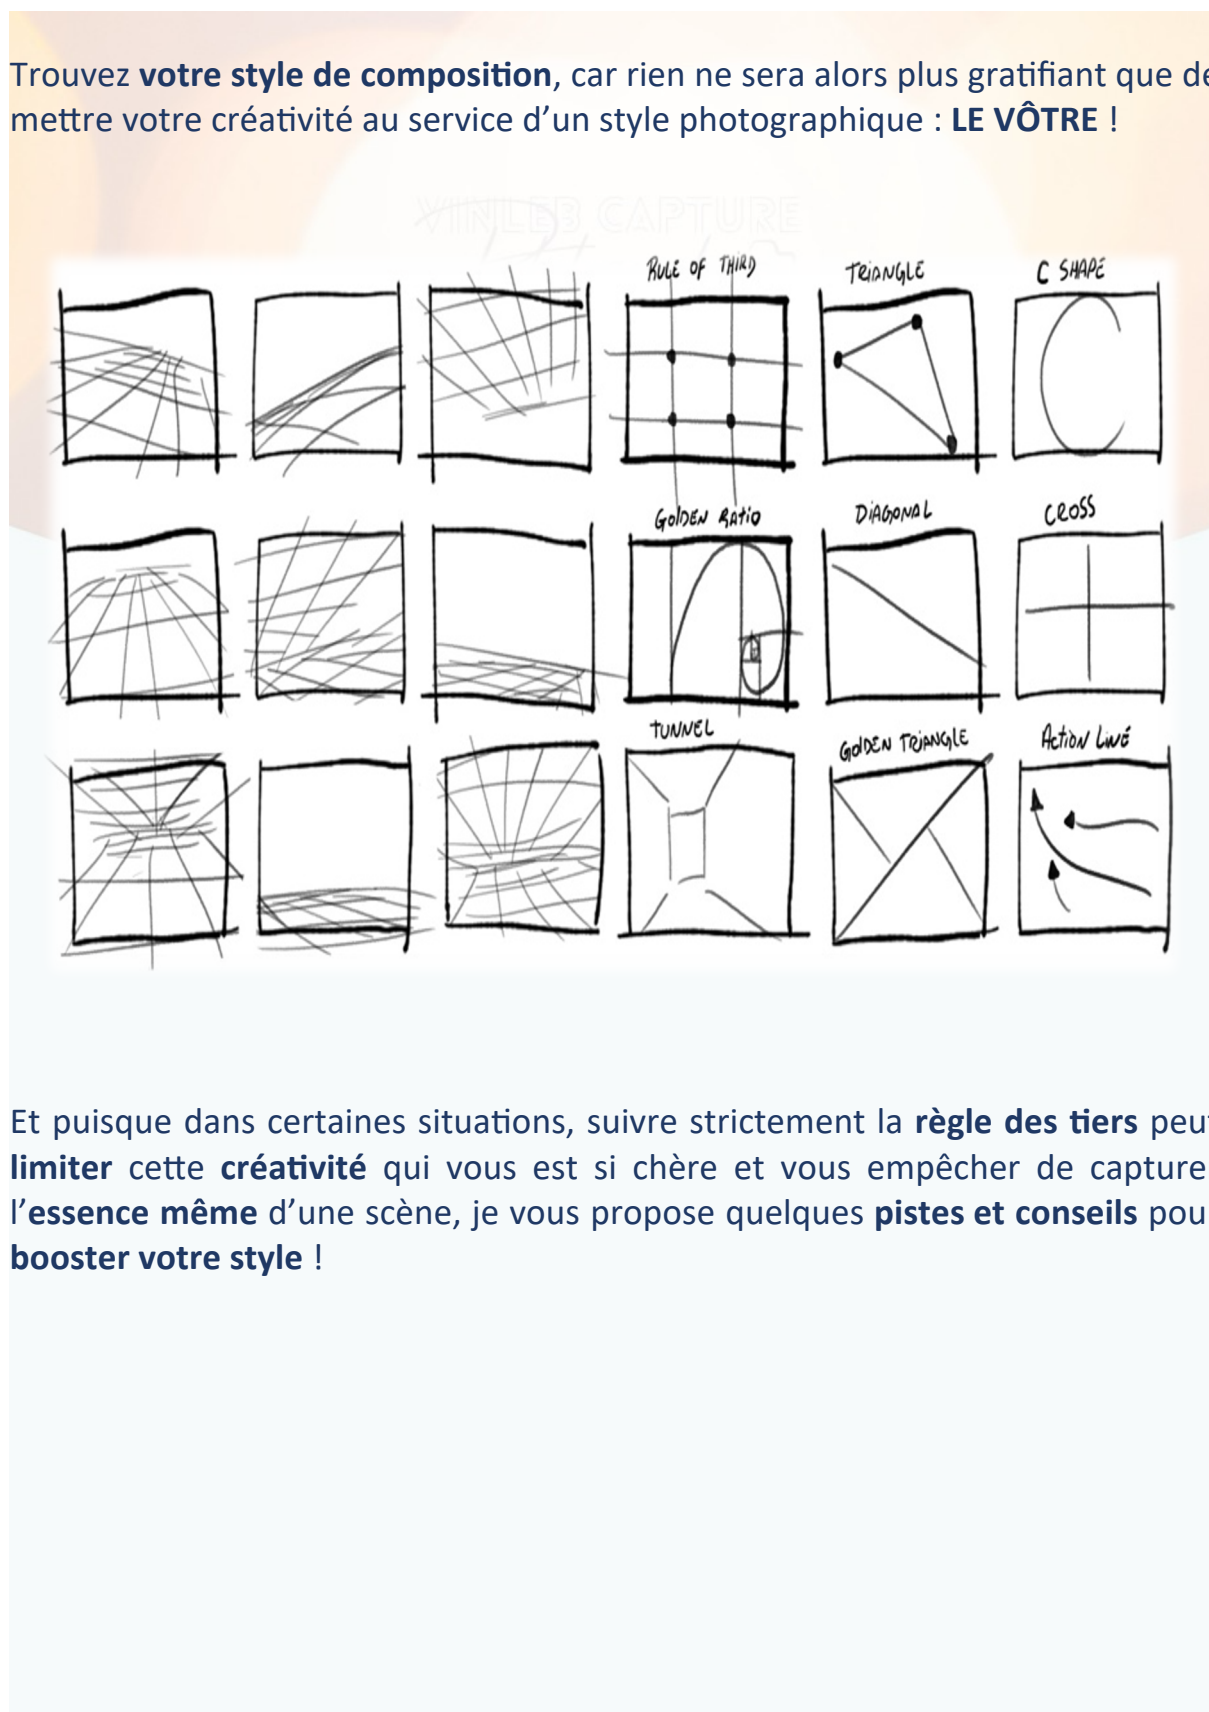 Trouvez votre style de composition, car rien ne sera alors plus gratifiant que de
mettre votre créativité au service d’un style photographique : LE VÔTRE !
VINLEB CAPTURE
RULE OF THIRD
TRIANGLE
C SHAPE
GOLDEN RATIO
DIAGONAL
CROSS
TUNNEL
GOLDEN TRIANGLE
ACTION LINE
Et puisque dans certaines situations, suivre strictement la règle des tiers peut
limiter cette créativité qui vous est si chère et vous empêcher de capture
l’essence même d’une scène, je vous propose quelques pistes et conseils pou
booster votre style !